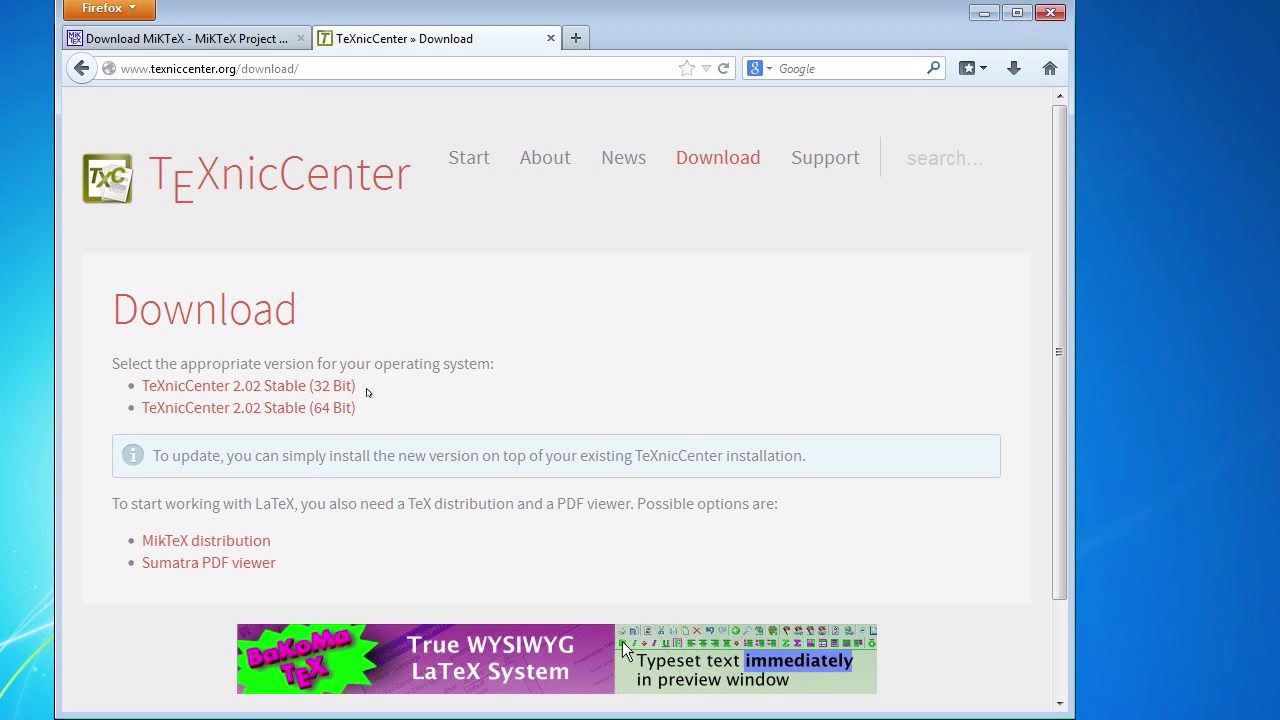 Firefox
Download MiKTeX - MiKTeX Project ...
TeXnicCenter » Download
www.texniccenter.org/download/
Google
TXC
TEXnicCenter
Start
About
News
Download
Support
search...
Download
Select the appropriate version for your operating system:
TeXnicCenter 2.02 Stable (32 Bit)
TeXnicCenter 2.02 Stable (64 Bit)
To update, you can simply install the new version on top of your existing TeXnicCenter installation.
To start working with LaTeX, you also need a TeX distribution and a PDF viewer. Possible options are:
MikTeX distribution
Sumatra PDF viewer
BaKoMa TEX
True WYSIWYG
LaTeX System
Typeset text immediately
in preview window